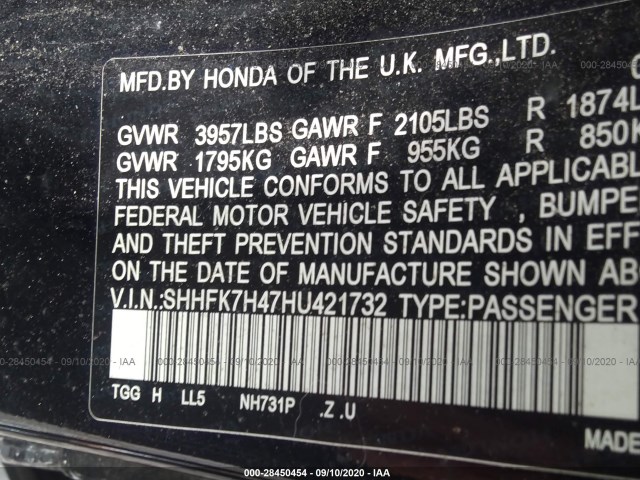 MFD.BY HONDA OF THE U.K. MFG.,LTD.
GVWR 3957LBS GAWR F 2105LBS R 1874L
GVWR 1795KG GAWR F 955KG R 850K
THIS VEHICLE CONFORMS TO ALL APPLICABLE
FEDERAL MOTOR VEHICLE SAFETY , BUMPE
AND THEFT PREVENTION STANDARDS IN EFF
ON THE DATE OF MANUFACTURE SHOWN AB
V.I.N.:SHHFK7H47HU421732 TYPE:PASSENGER
TGG H LL5 NH731P .Z .U
MADE
000-28450454 - 09/10/2020 - IAA